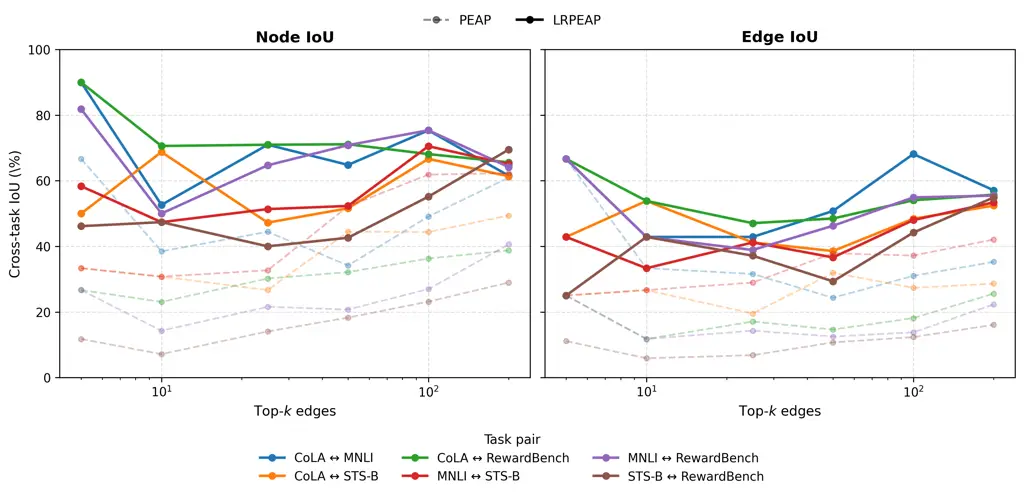 PEAP LRPEAP
Node IoU
Edge IoU
Cross-task IoU (%)
100
80
60
40
20
0
10¹
10²
10¹
10²
Top-k edges
Top-k edges
Task pair
CoLA ↔ MNLI
CoLA ↔ RewardBench
MNLI ↔ RewardBench
CoLA ↔ STS-B
MNLI ↔ STS-B
STS-B ↔ RewardBench